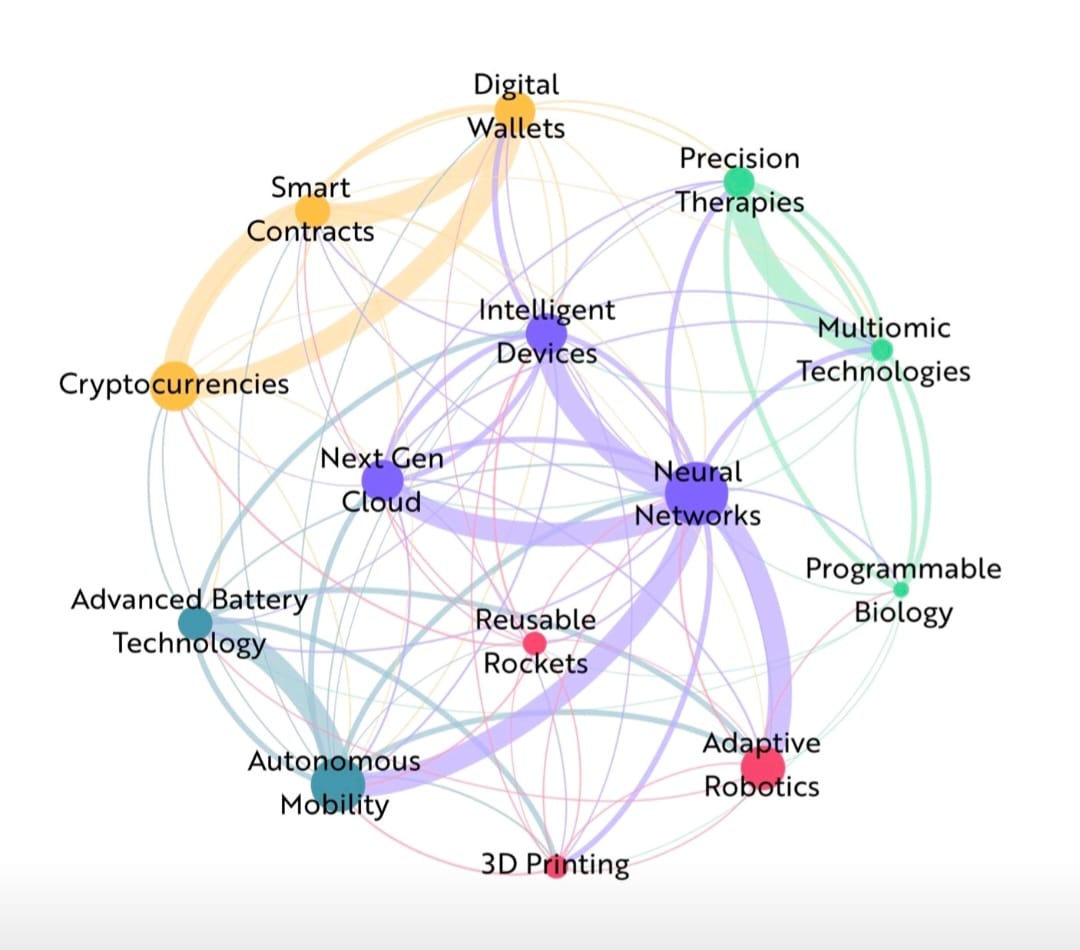 Digital
Wallets
Precision
Therapies
Smart
Contracts
Intelligent
Devices
Multiomic
Technologies
Cryptocurrencies
Next Gen
Cloud
Neural
Networks
Programmable
Biology
Advanced Battery
Technology
Reusable
Rockets
Adaptive
Robotics
Autonomous
Mobility
3D Printing